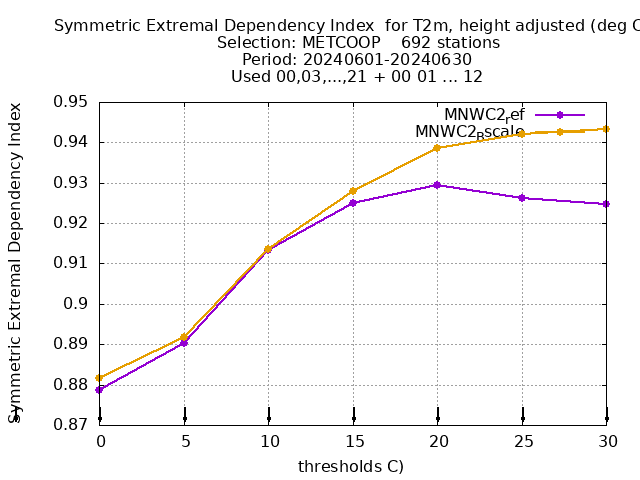 Symmetric Extremal Dependency Index for T2m, height adjusted (deg C
Selection: METCOOP 692 stations
Period: 20240601-20240630
Used 00,03,...,21 + 00 01 ... 12
Symmetric Extremal Dependency Index
0.95
0.94
0.93
0.92
0.91
0.9
0.89
0.88
0.87
MNWC2ref
MNWC2Bscale
0 5 10 15 20 25 30
thresholds C)